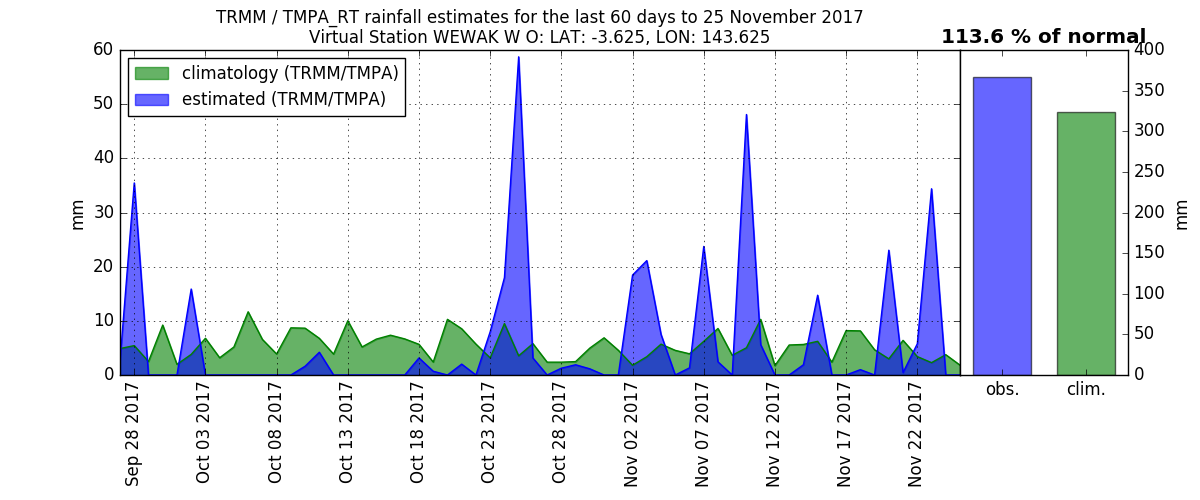 TRMM / TMPA_RT rainfall estimates for the last 60 days to 25 November 2017
Virtual Station WEWAK W O: LAT: -3.625, LON: 143.625
113.6 % of normal
climatology (TRMM/TMPA)
estimated (TRMM/TMPA)
60
50
40
30
20
10
0
mm
Sep 28 2017
Oct 03 2017
Oct 08 2017
Oct 13 2017
Oct 18 2017
Oct 23 2017
Oct 28 2017
Nov 02 2017
Nov 07 2017
Nov 12 2017
Nov 17 2017
Nov 22 2017
obs.
clim.
400
350
300
250
200
150
100
50
0
mm